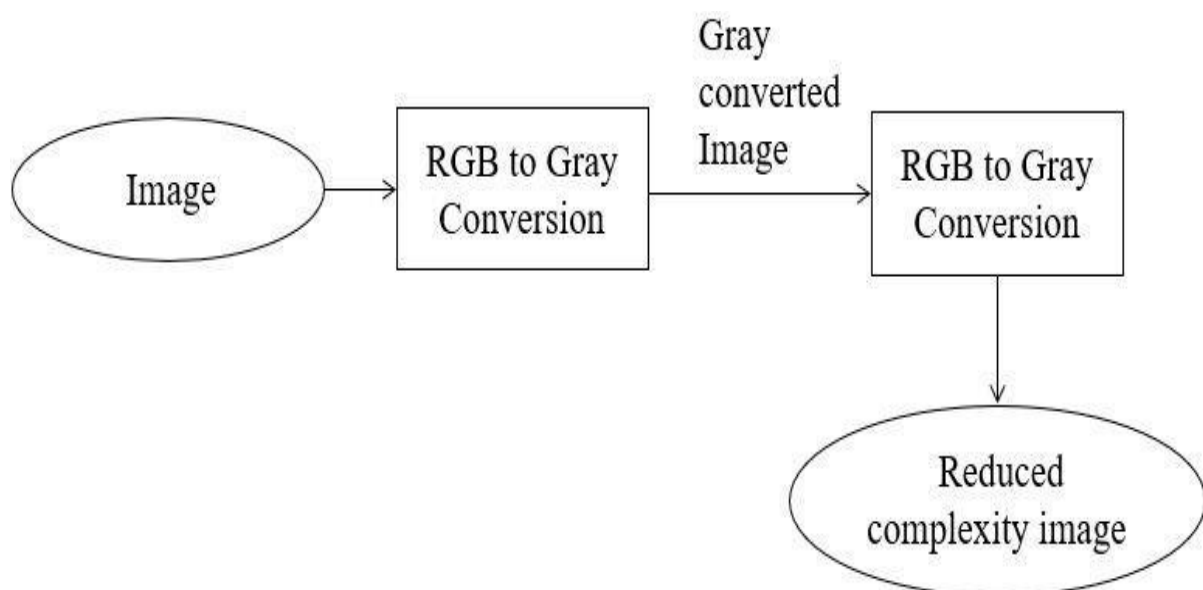 Image
RGB to Gray
Conversion
Gray
converted
Image
RGB to Gray
Conversion
Reduced
complexity image